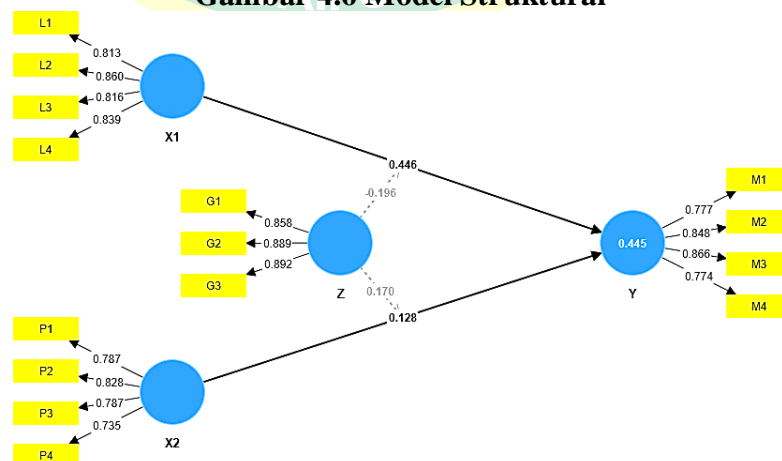 Gambar 4.6 Model Struktural
L1
0.813
L2
0.860
L3
0.816
L4
0.839
X1
0.446
-0.196
G1
0.858
G2
0.889
G3
0.892
Z
0.170
0.128
0.445
Y
M1
0.777
M2
0.848
M3
0.866
M4
0.774
P1
0.787
P2
0.828
P3
0.787
P4
0.735
X2